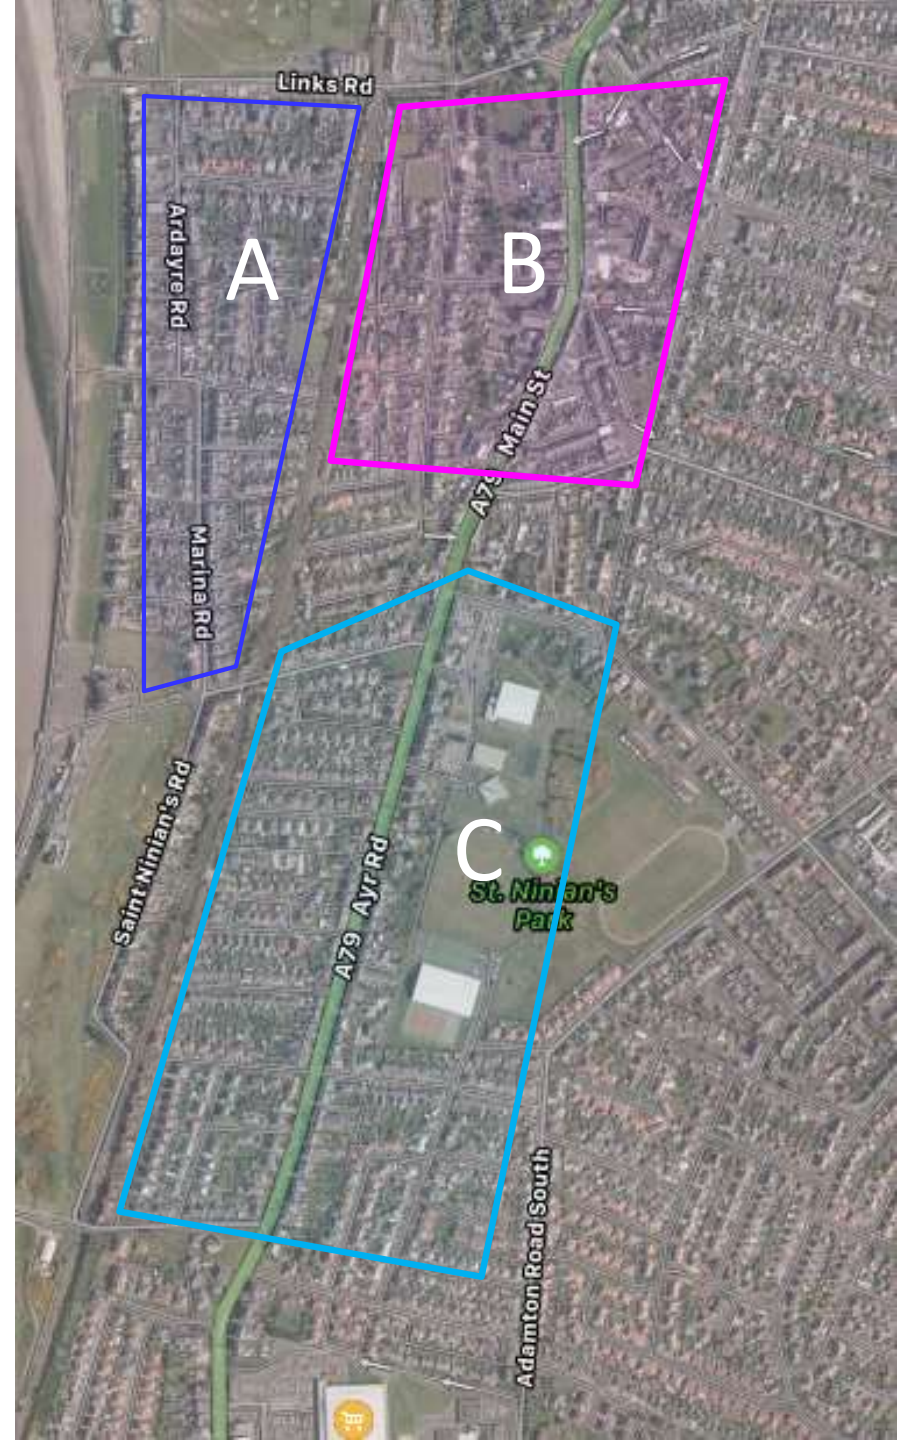 Links Rd
Ardayre Rd
A
B
A79 Main St
Marina Rd
Saint Ninian's Rd
C
St. Ninian's
Park
A79 Ayr Rd
Adamton Road South